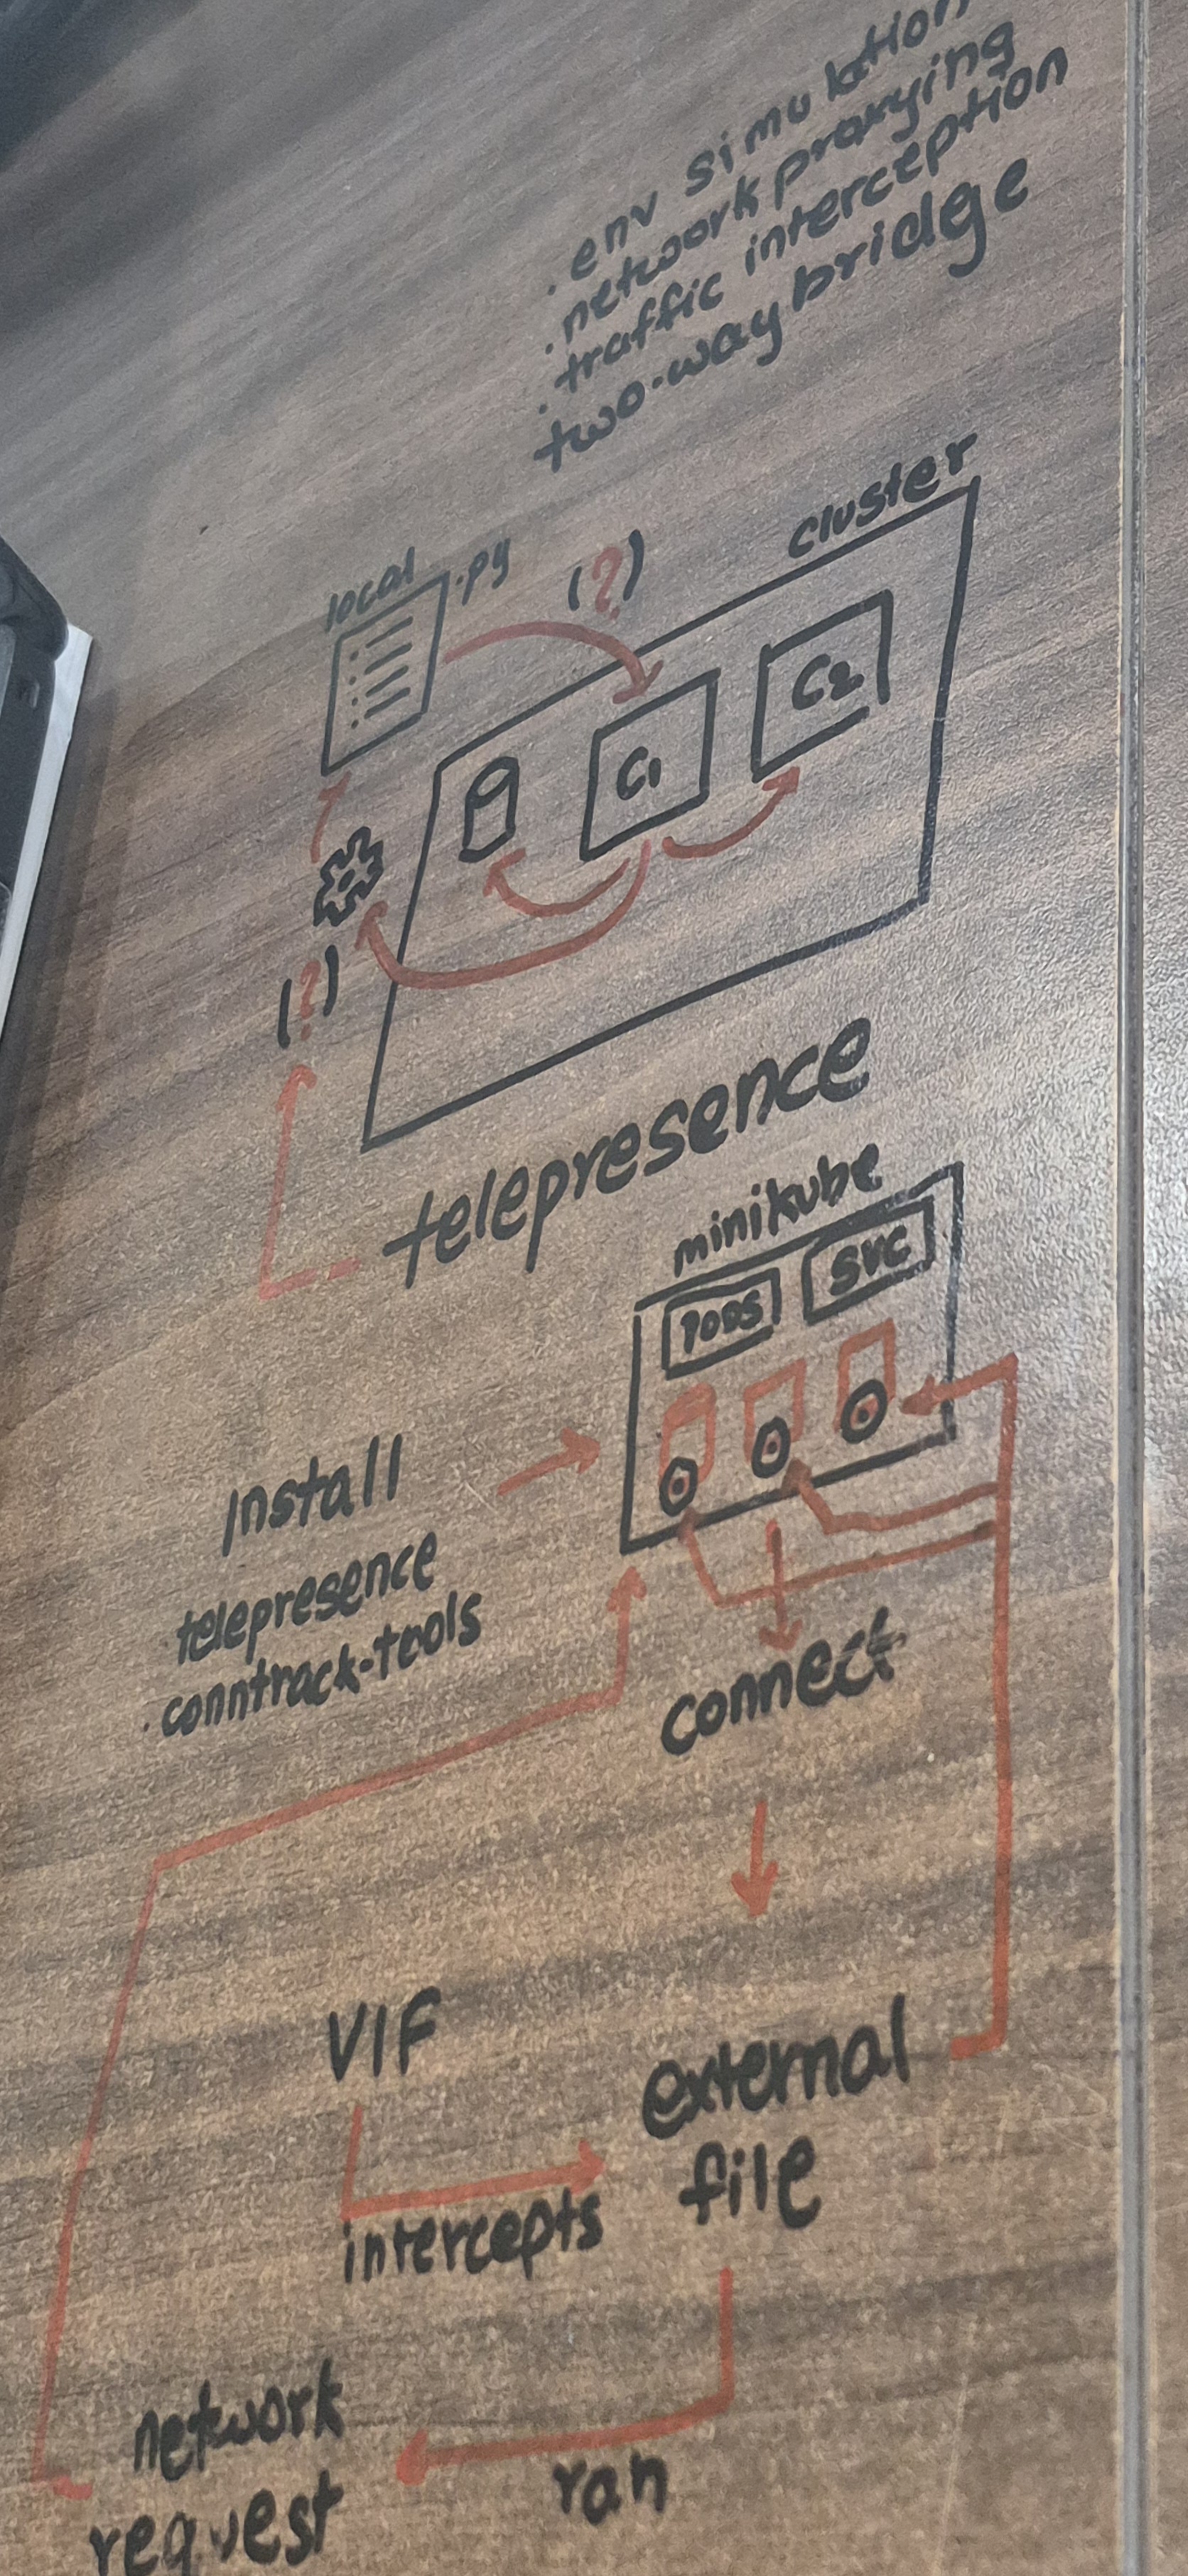 . env simulation
. network proxying
. traffic interception
two-way bridge
local
.py
(?)
cluster
C1
C2
(?)
telepresence
minikube
PODS
SVC
install
. telepresence
. conntrack-tools
connect
VIF
external
file
intercepts
network
request
ran